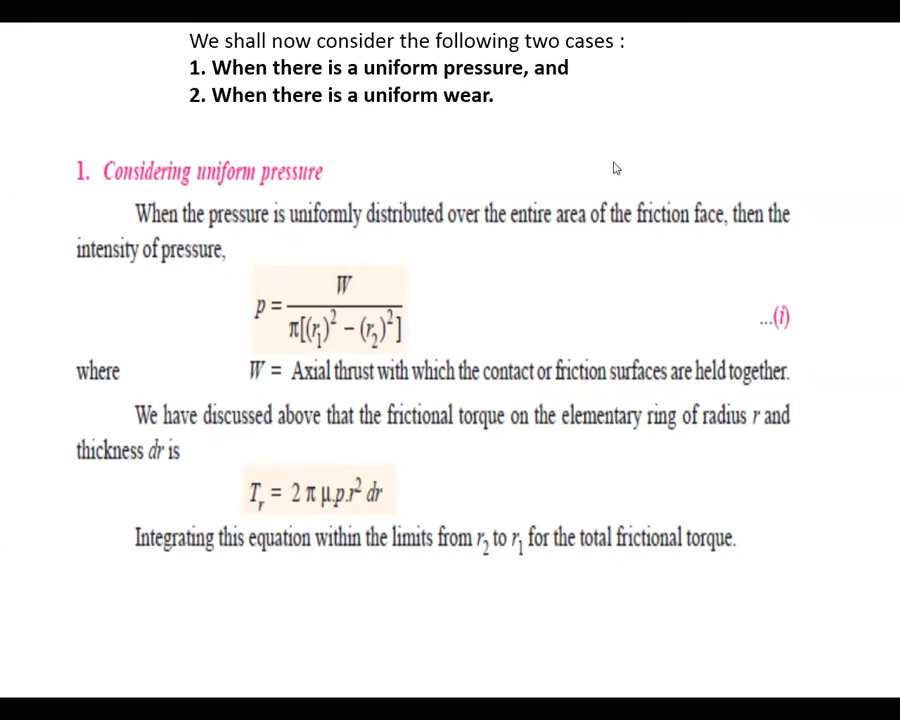 We shall now consider the following two cases :
1. When there is a uniform pressure, and
2. When there is a uniform wear.
1. Considering uniform pressure
When the pressure is uniformly distributed over the entire area of the friction face, then the
intensity of pressure,
p = W / π[(r₁)² – (r₂)²] ...(i)
where W = Axial thrust with which the contact or friction surfaces are held together.
We have discussed above that the frictional torque on the elementary ring of radius r and
thickness dr is
Tᵣ = 2 π μ.p.r² dr
Integrating this equation within the limits from r₂ to r₁ for the total frictional torque.